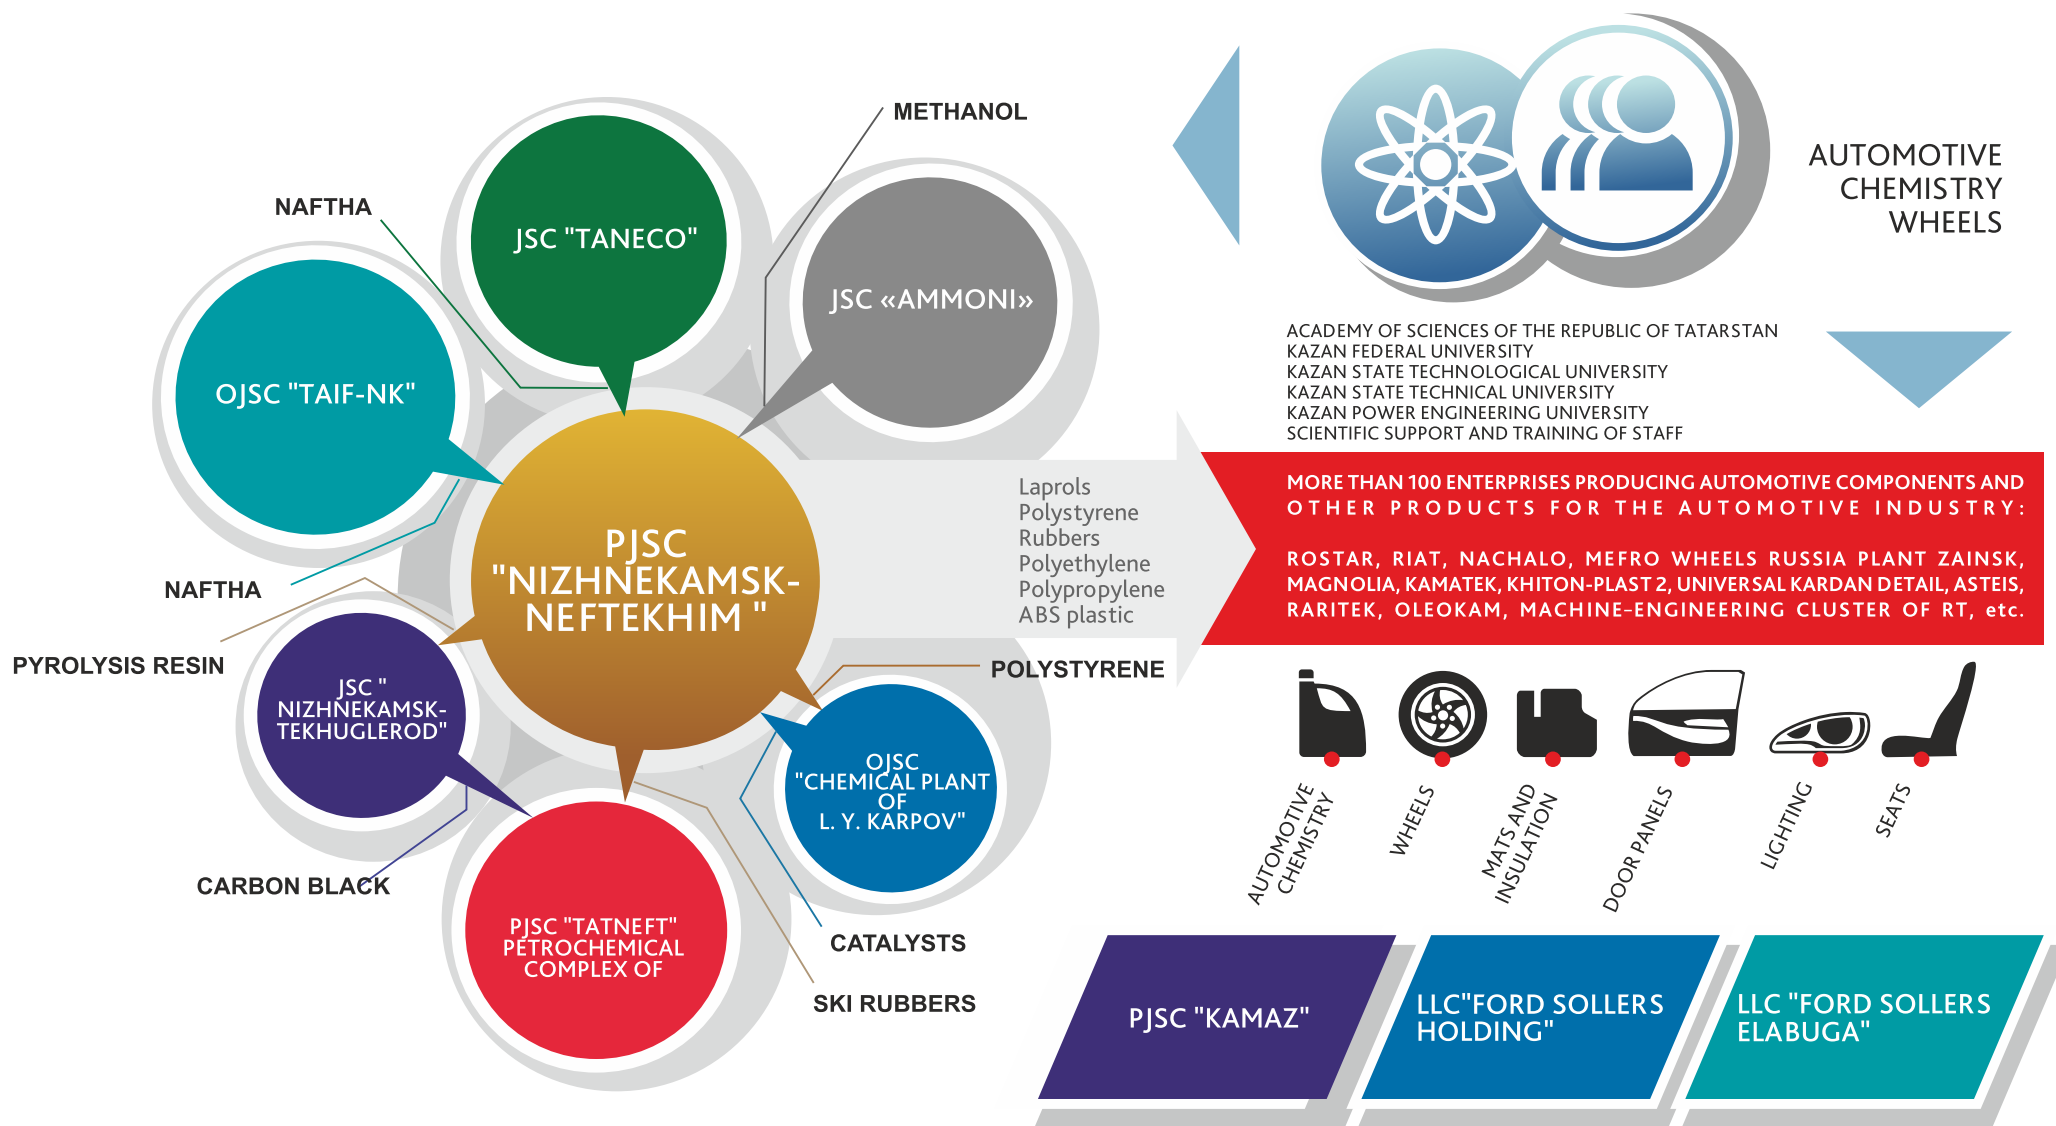 METHANOL
NAFTHA
JSC "TANECO"
JSC «AMMONI»
OJSC "TAIF-NK"
PJSC
"NIZHNEKAMSK-
NEFTEKHIM "
NAFTHA
PYROLYSIS RESIN
JSC "
NIZHNEKAMSK-
TEKHUGLEROD"
CARBON BLACK
PJSC "TATNEFT"
PETROCHEMICAL
COMPLEX OF
OJSC
"CHEMICAL PLANT
OF
L. Y. KARPOV"
POLYSTYRENE
CATALYSTS
SKI RUBBERS
Laprols
Polystyrene
Rubbers
Polyethylene
Polypropylene
ABS plastic
AUTOMOTIVE
CHEMISTRY
WHEELS
ACADEMY OF SCIENCES OF THE REPUBLIC OF TATARSTAN
KAZAN FEDERAL UNIVERSITY
KAZAN STATE TECHNOLOGICAL UNIVERSITY
KAZAN STATE TECHNICAL UNIVERSITY
KAZAN POWER ENGINEERING UNIVERSITY
SCIENTIFIC SUPPORT AND TRAINING OF STAFF
MORE THAN 100 ENTERPRISES PRODUCING AUTOMOTIVE COMPONENTS AND
OTHER PRODUCTS FOR THE AUTOMOTIVE INDUSTRY:
ROSTAR, RIAT, NACHALO, MEFRO WHEELS RUSSIA PLANT ZAINSK,
MAGNOLIA, KAMATEK, KHITON-PLAST 2, UNIVERSAL KARDAN DETAIL, ASTEIS,
RARITEK, OLEOKAM, MACHINE-ENGINEERING CLUSTER OF RT, etc.
AUTOMOTIVE
CHEMISTRY
WHEELS
MATS AND
INSULATION
DOOR PANELS
LIGHTING
SEATS
PJSC "KAMAZ"
LLC"FORD SOLLERS
HOLDING"
LLC "FORD SOLLERS
ELABUGA"